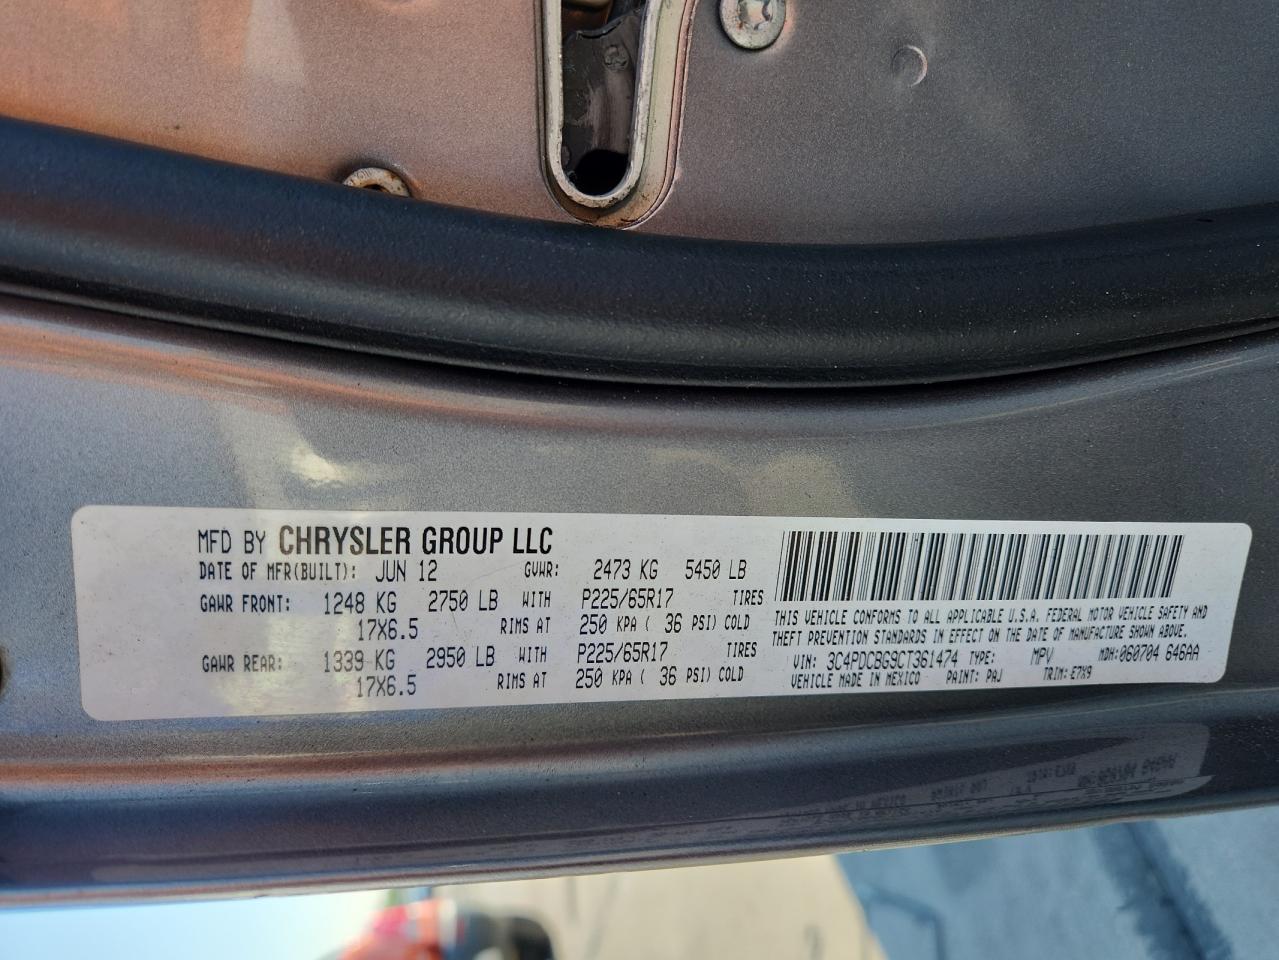 MFD BY CHRYSLER GROUP LLC
DATE OF MFR(BUILT): JUN 12 GVWR: 2473 KG 5450 LB
GAWR FRONT: 1248 KG 2750 LB WITH P225/65R17 TIRES
17X6.5 RIMS AT 250 KPA ( 36 PSI) COLD
GAWR REAR: 1339 KG 2950 LB WITH P225/65R17 TIRES
17X6.5 RIMS AT 250 KPA ( 36 PSI) COLD
THIS VEHICLE CONFORMS TO ALL APPLICABLE U.S.A. FEDERAL MOTOR VEHICLE SAFETY AND
THEFT PREVENTION STANDARDS IN EFFECT ON THE DATE OF MANUFACTURE SHOWN ABOVE.
VIN: 3C4PDCBG9CT361474 TYPE: MPV MDH:060704 646AA
VEHICLE MADE IN MEXICO PAINT: PAJ TRIM:E7X9